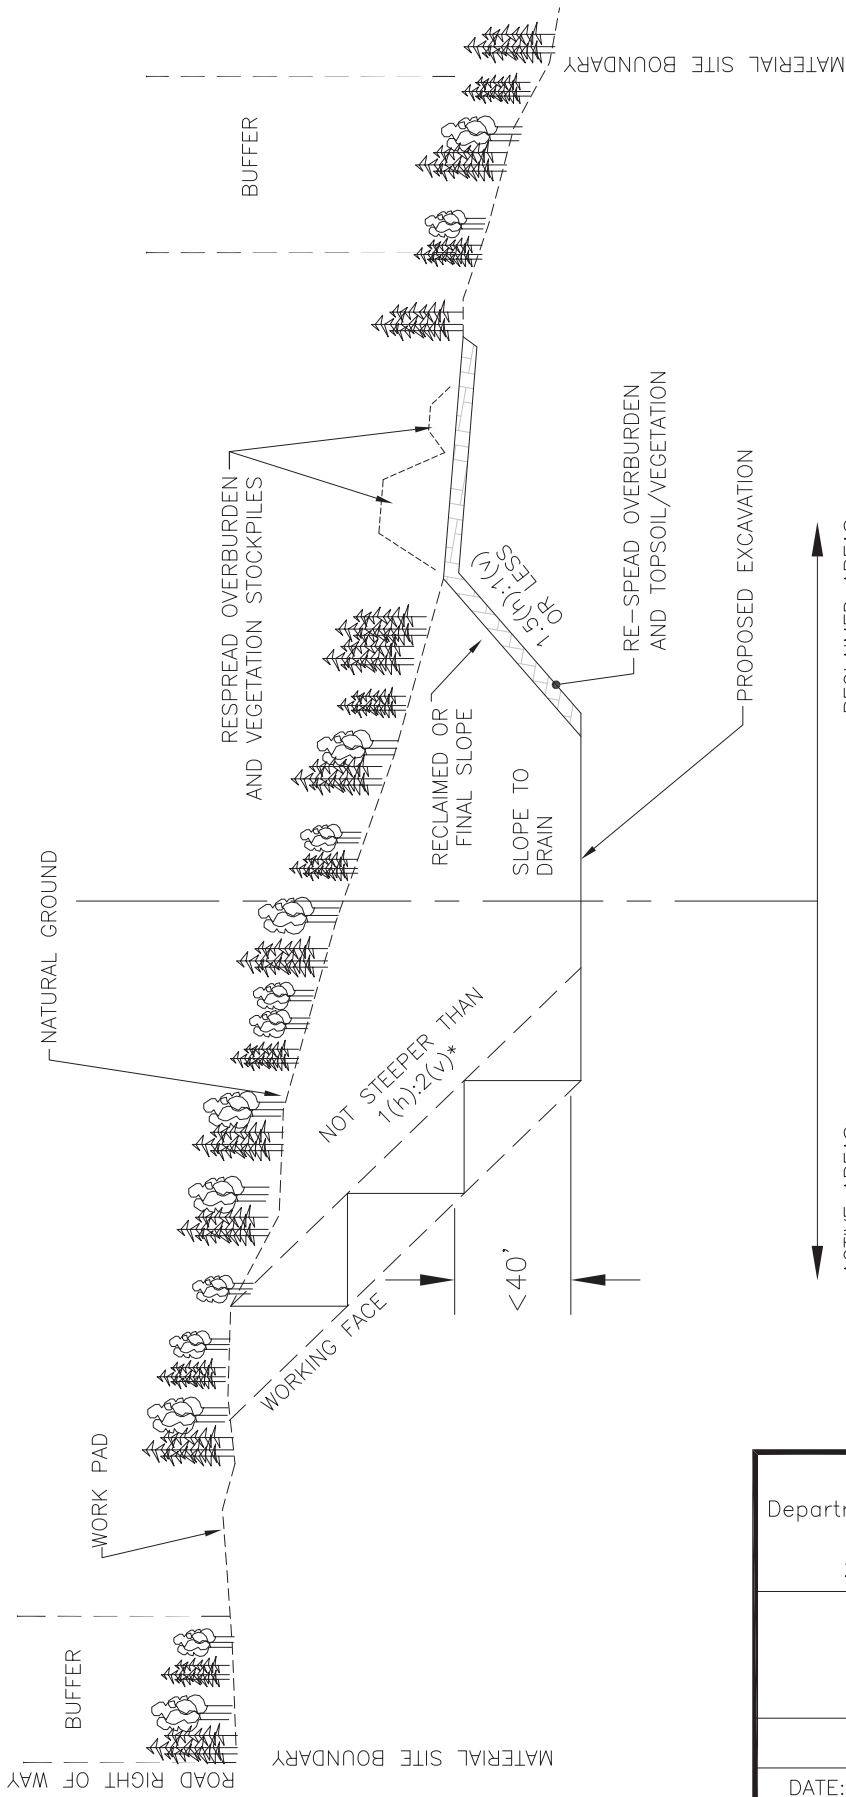 ROAD RIGHT OF WAY
MATERIAL SITE BOUNDARY
BUFFER
WORK PAD
WORKING FACE
<40'
NOT STEEPER THAN
1(h):2(v)*
NATURAL GROUND
RESPREAD OVERBURDEN
AND VEGETATION STOCKPILES
RECLAIMED OR
FINAL SLOPE
SLOPE TO
DRAIN
1.5(h):1(v)
OR LESS
RE-SPEAD OVERBURDEN
AND TOPSOIL/VEGETATION
PROPOSED EXCAVATION
BUFFER
MATERIAL SITE BOUNDARY
DATE: